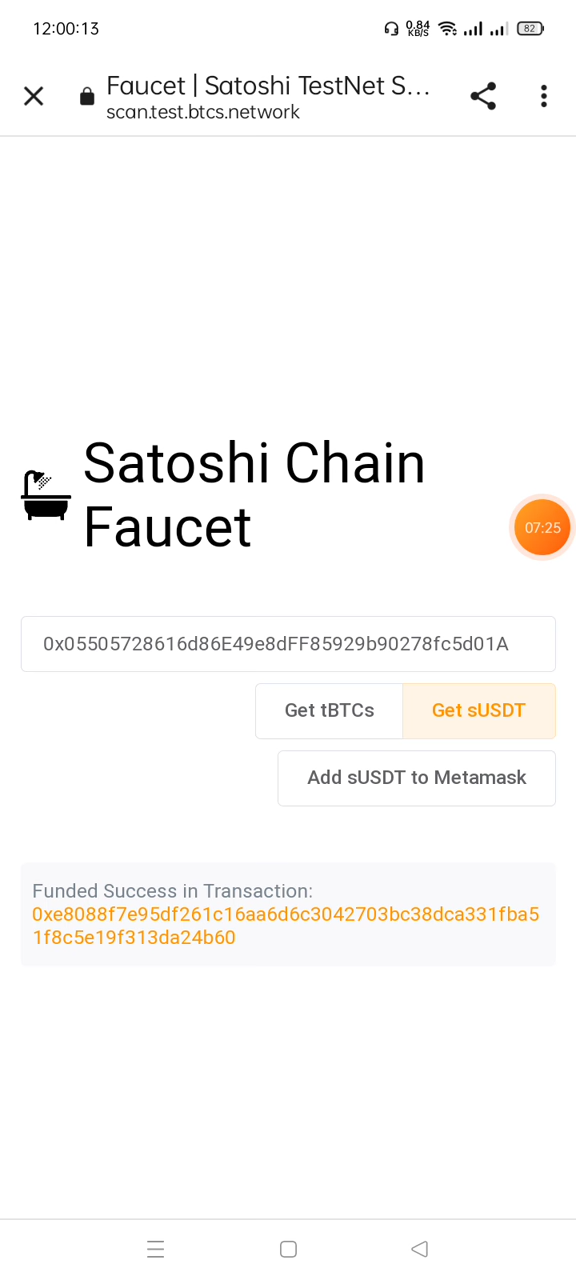 12:00:13
0.84
KB/S
82
Faucet | Satoshi TestNet S...
scan.test.btcs.network
Satoshi Chain
Faucet
07:25
0x05505728616d86E49e8dFF85929b90278fc5d01A
Get tBTCs
Get sUSDT
Add sUSDT to Metamask
Funded Success in Transaction:
0xe8088f7e95df261c16aa6d6c3042703bc38dca331fba5
1f8c5e19f313da24b60